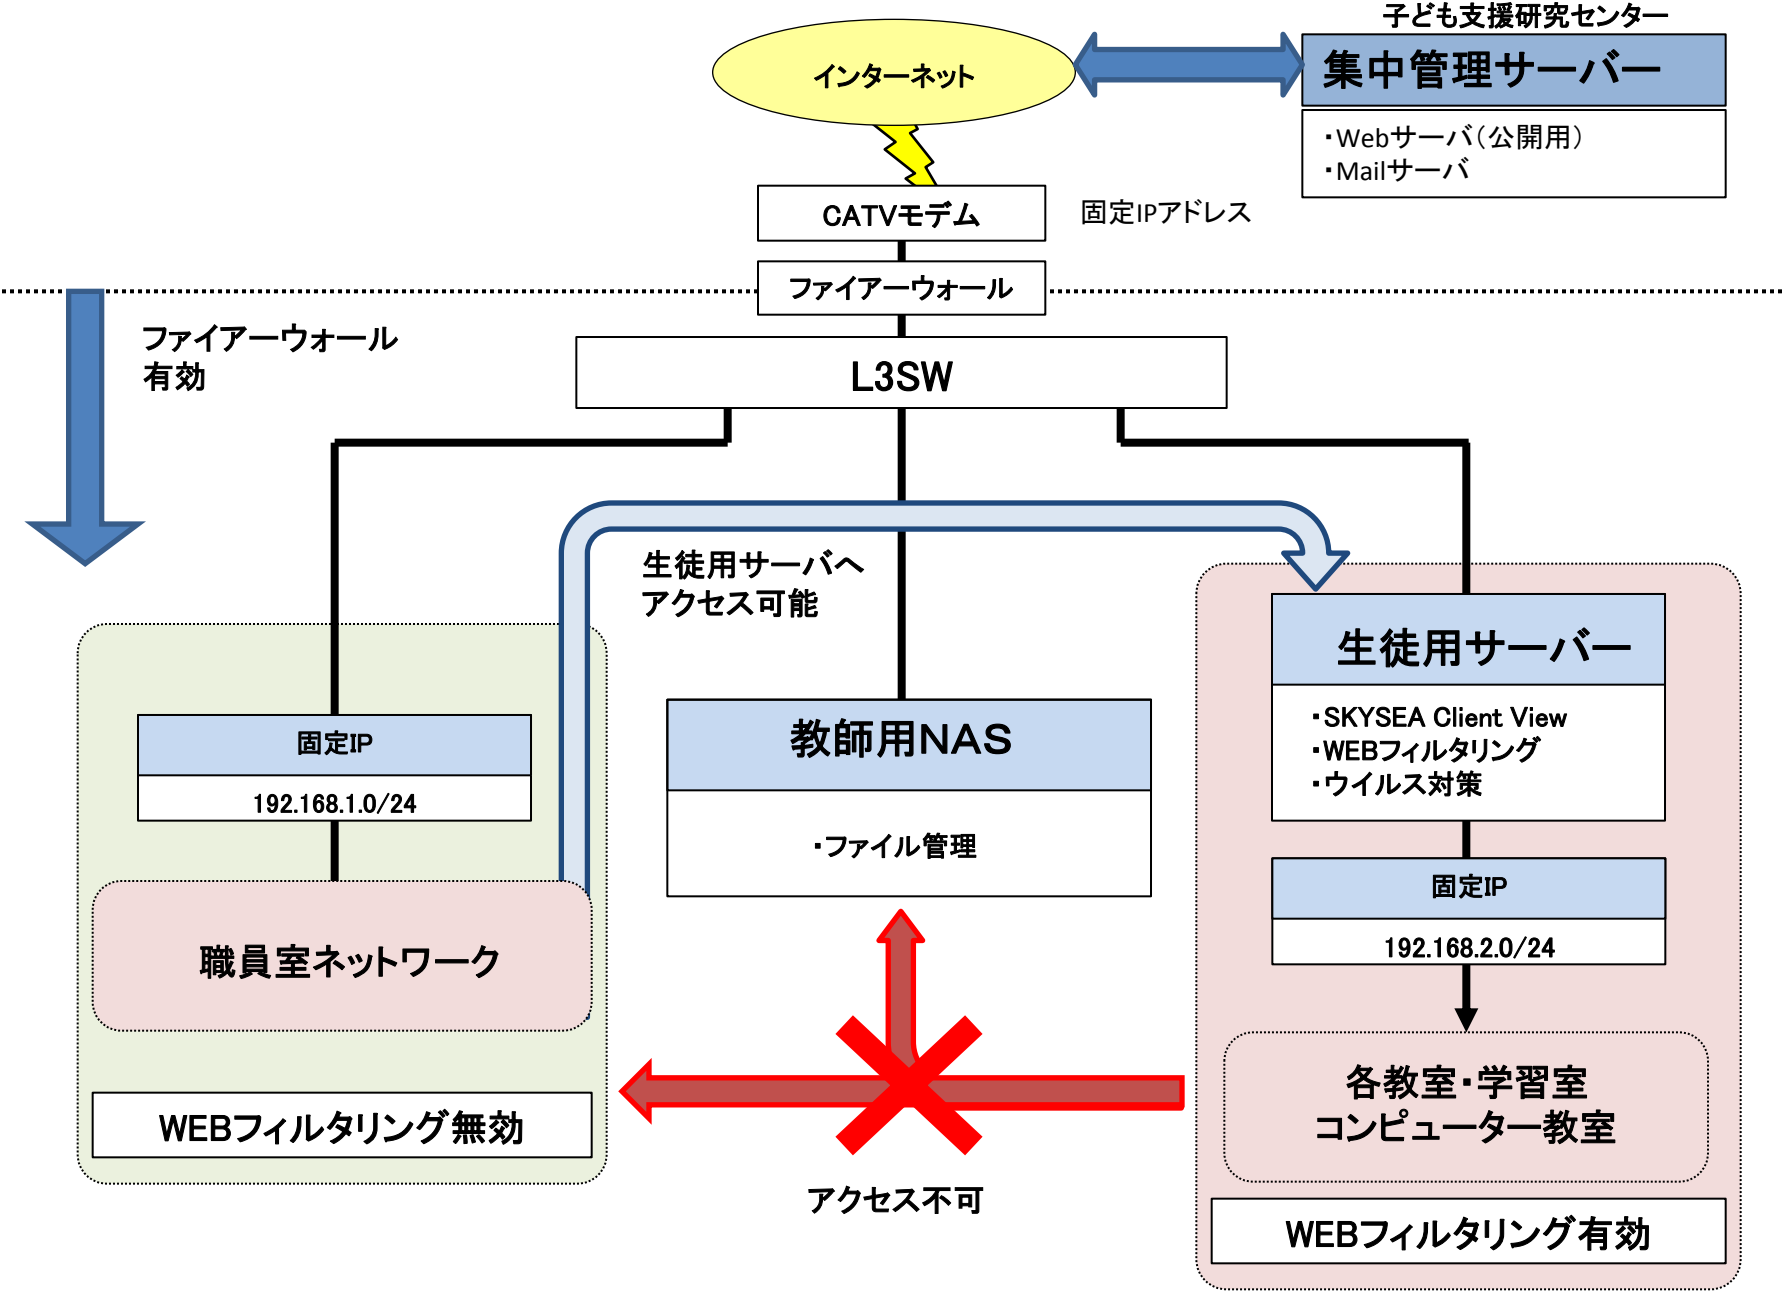 子ども支援研究センター
集中管理サーバー
・Webサーバ(公開用)
・Mailサーバ
インターネット
CATVモデム
固定IPアドレス
ファイアーウォール
ファイアーウォール
有効
L3SW
生徒用サーバへ
アクセス可能
固定IP
192.168.1.0/24
職員室ネットワーク
WEBフィルタリング無効
教師用NAS
・ファイル管理
アクセス不可
生徒用サーバー
・SKYSEA Client View
・WEBフィルタリング
・ウイルス対策
固定IP
192.168.2.0/24
各教室・学習室
コンピューター教室
WEBフィルタリング有効